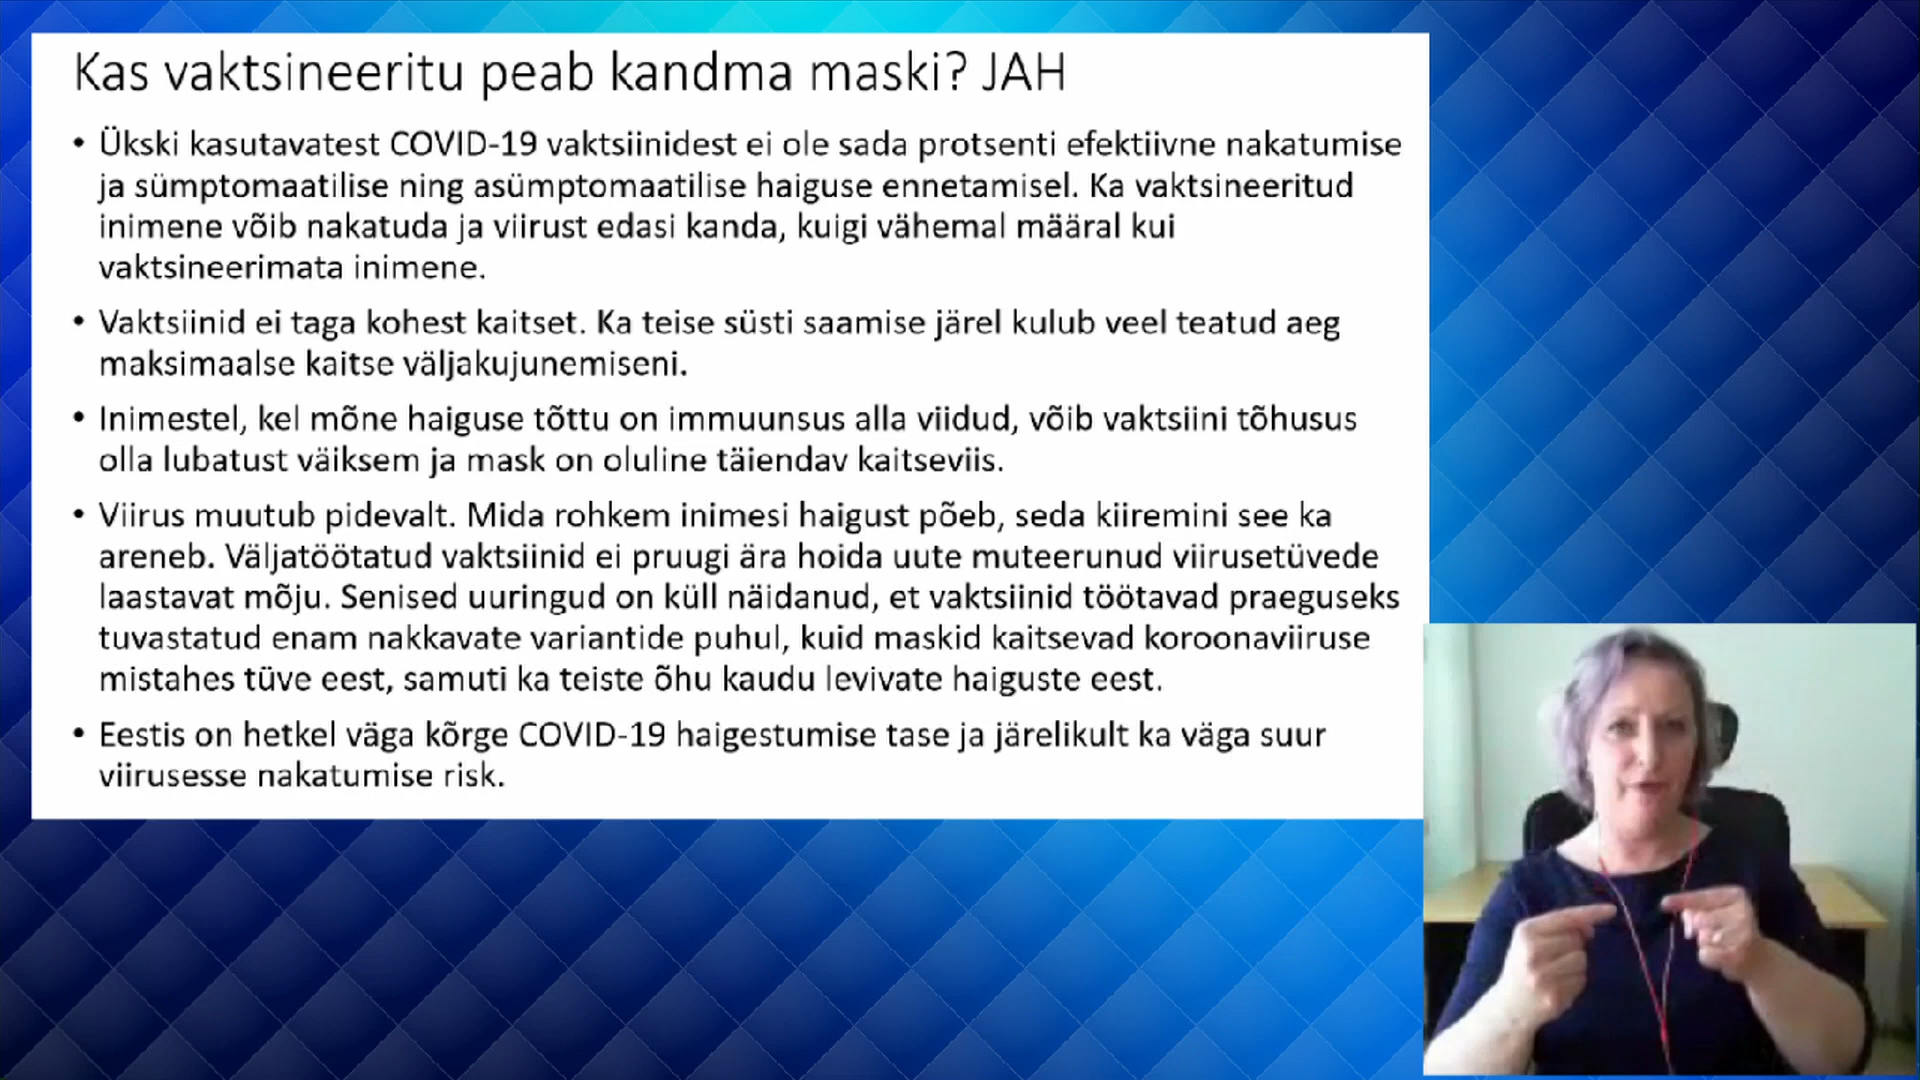 Kas vaktsineeritu peab kandma maski? JAH
• Ükski kasutavatest COVID-19 vaktsiinidest ei ole sada protsenti efektiivne nakatumise
ja sümptomaatilise ning asümptomaatilise haiguse ennetamisel. Ka vaktsineeritud
inimene võib nakatuda ja viirust edasi kanda, kuigi vähemal määral kui
vaktsineerimata inimene.
• Vaktsiinid ei taga kohest kaitset. Ka teise süsti saamise järel kulub veel teatud aeg
maksimaalse kaitse väljakujunemiseni.
• Inimestel, kel mõne haiguse tõttu on immuunsus alla viidud, võib vaktsiini tõhusus
olla lubatust väiksem ja mask on oluline täiendav kaitseviis.
• Viirus muutub pidevalt. Mida rohkem inimesi haigust põeb, seda kiiremini see ka
areneb. Väljatöötatud vaktsiinid ei pruugi ära hoida uute muteerunud viirusetüvede
laastavat mõju. Senised uuringud on küll näidanud, et vaktsiinid töötavad praeguseks
tuvastatud enam nakkavate variantide puhul, kuid maskid kaitsevad koroonaviiruse
mistahes tüve eest, samuti ka teiste õhu kaudu levivate haiguste eest.
• Eestis on hetkel väga kõrge COVID-19 haigestumise tase ja järelikult ka väga suur
viirusesse nakatumise risk.